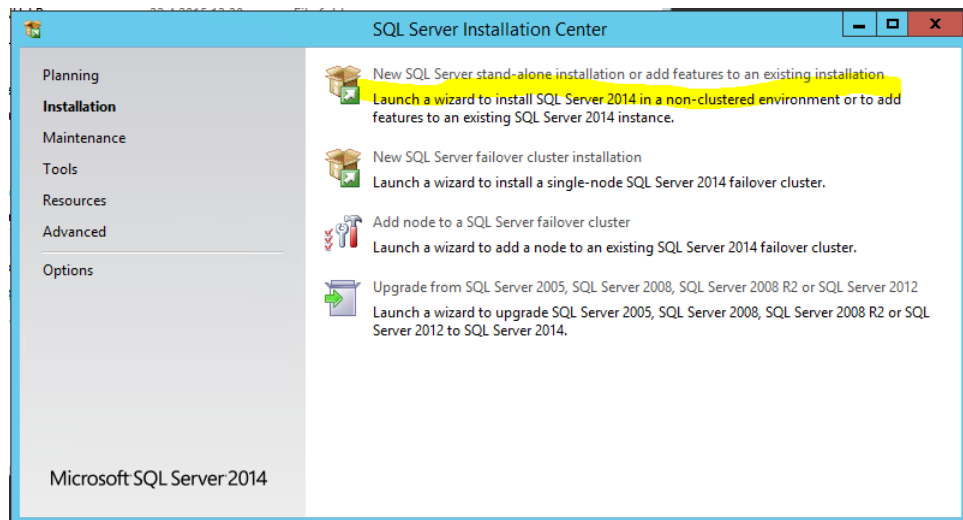 23.4.2015 13:20
SQL Server Installation Center
Planning
Installation
Maintenance
Tools
Resources
Advanced
Options
New SQL Server stand-alone installation or add features to an existing installation
Launch a wizard to install SQL Server 2014 in a non-clustered environment or to add
features to an existing SQL Server 2014 instance.
New SQL Server failover cluster installation
Launch a wizard to install a single-node SQL Server 2014 failover cluster.
Add node to a SQL Server failover cluster
Launch a wizard to add a node to an existing SQL Server 2014 failover cluster.
Upgrade from SQL Server 2005, SQL Server 2008, SQL Server 2008 R2 or SQL Server 2012
Launch a wizard to upgrade SQL Server 2005, SQL Server 2008, SQL Server 2008 R2 or SQL
Server 2012 to SQL Server 2014.
Microsoft SQL Server 2014